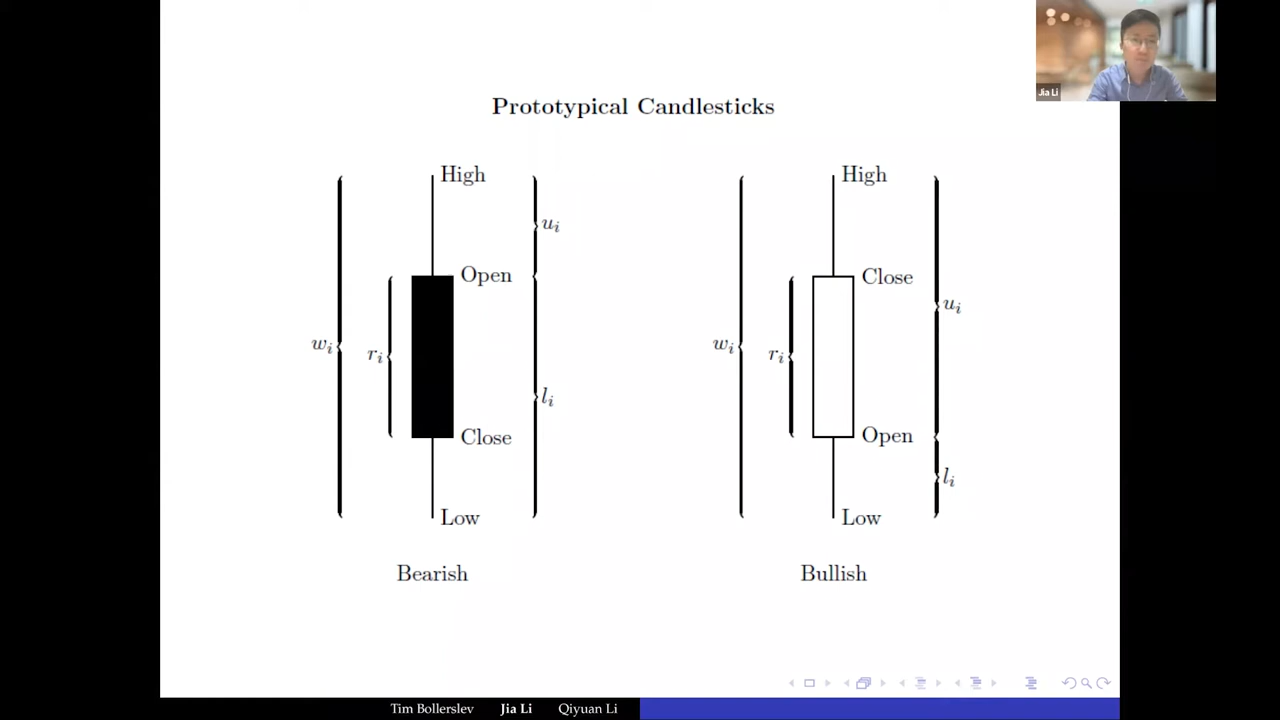 Jia Li
Prototypical Candlesticks
High
u_i
Open
w_i
r_i
l_i
Close
Low
Bearish
High
Close
u_i
w_i
r_i
Open
l_i
Low
Bullish
Tim Bollerslev Jia Li Qiyuan Li